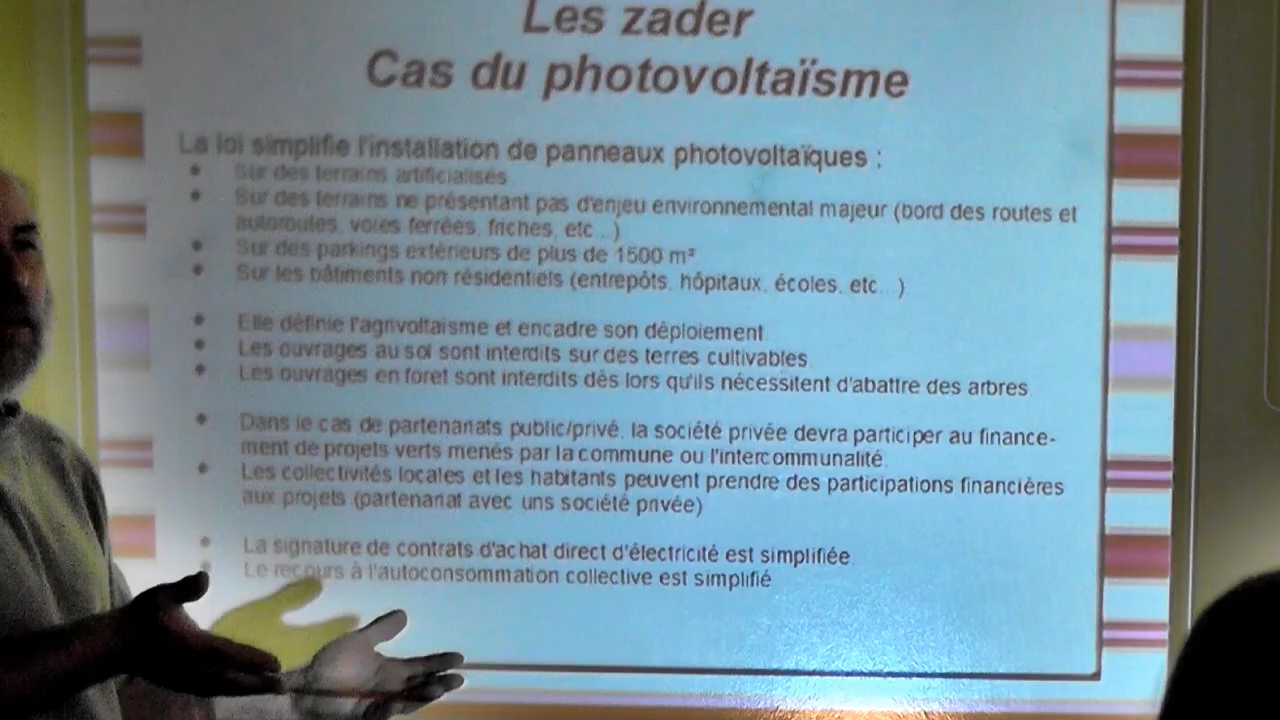 Les zader
Cas du photovoltaïsme
La loi simplifie l'installation de panneaux photovoltaïques :
• Sur des terrains artificialisés
• Sur des terrains ne présentant pas d'enjeu environnemental majeur (bord des routes et
autoroutes, voies ferrées, friches, etc...)
• Sur des parkings extérieurs de plus de 1500 m²
• Sur les bâtiments non résidentiels (entrepôts, hôpitaux, écoles, etc...)
• Elle définie l'agrivoltaïsme et encadre son déploiement
• Les ouvrages au sol sont interdits sur des terres cultivables
• Les ouvrages en foret sont interdits dès lors qu'ils nécessitent d'abattre des arbres
• Dans le cas de partenariats public/privé, la société privée devra participer au finance-
ment de projets verts menés par la commune ou l'intercommunalité
• Les collectivités locales et les habitants peuvent prendre des participations financières
aux projets (partenariat avec uns société privée)
• La signature de contrats d'achat direct d'électricité est simplifiée
• Le recours à l'autoconsommation collective est simplifié